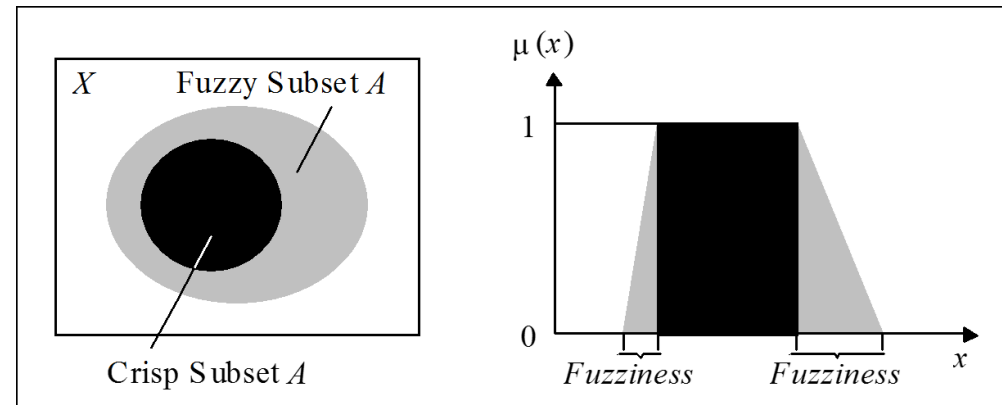 X
Fuzzy Subset A
Crisp Subset A
μ(x)
1
0
x
Fuzziness
Fuzziness